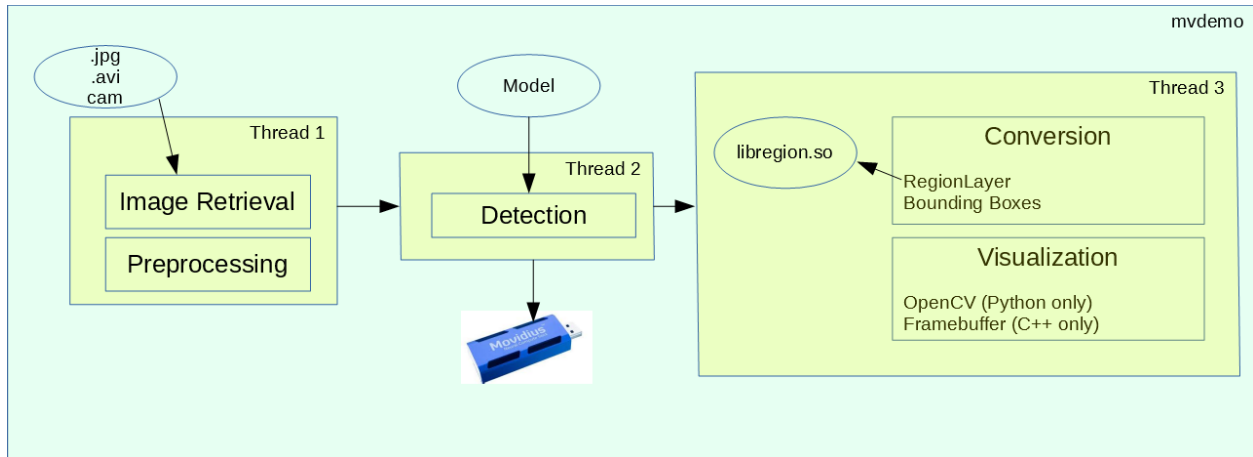 mvdemo
.jpg
.avi
cam
Thread 1
Image Retrieval
Preprocessing
Model
Thread 2
Detection
Movidius
Thread 3
libregion.so
Conversion
RegionLayer
Bounding Boxes
Visualization
OpenCV (Python only)
Framebuffer (C++ only)